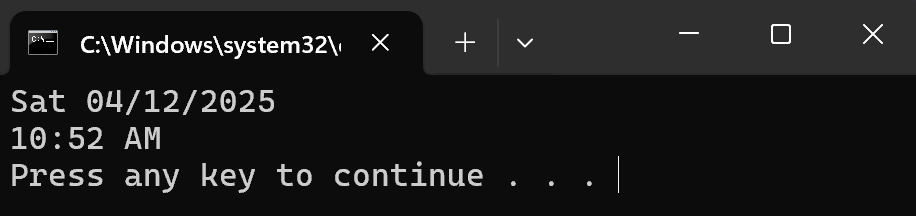 C:\Windows\system32\
Sat 04/12/2025
10:52 AM
Press any key to continue . . .